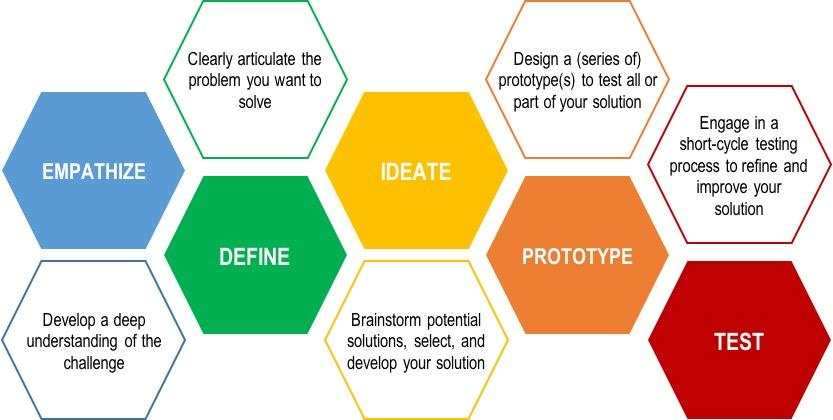 EMPATHIZE
Develop a deep
understanding of the
challenge
Clearly articulate the
problem you want to
solve
DEFINE
IDEATE
Brainstorm potential
solutions, select, and
develop your solution
Design a (series of)
prototype(s) to test all or
part of your solution
PROTOTYPE
Engage in a
short-cycle testing
process to refine and
improve your
solution
TEST